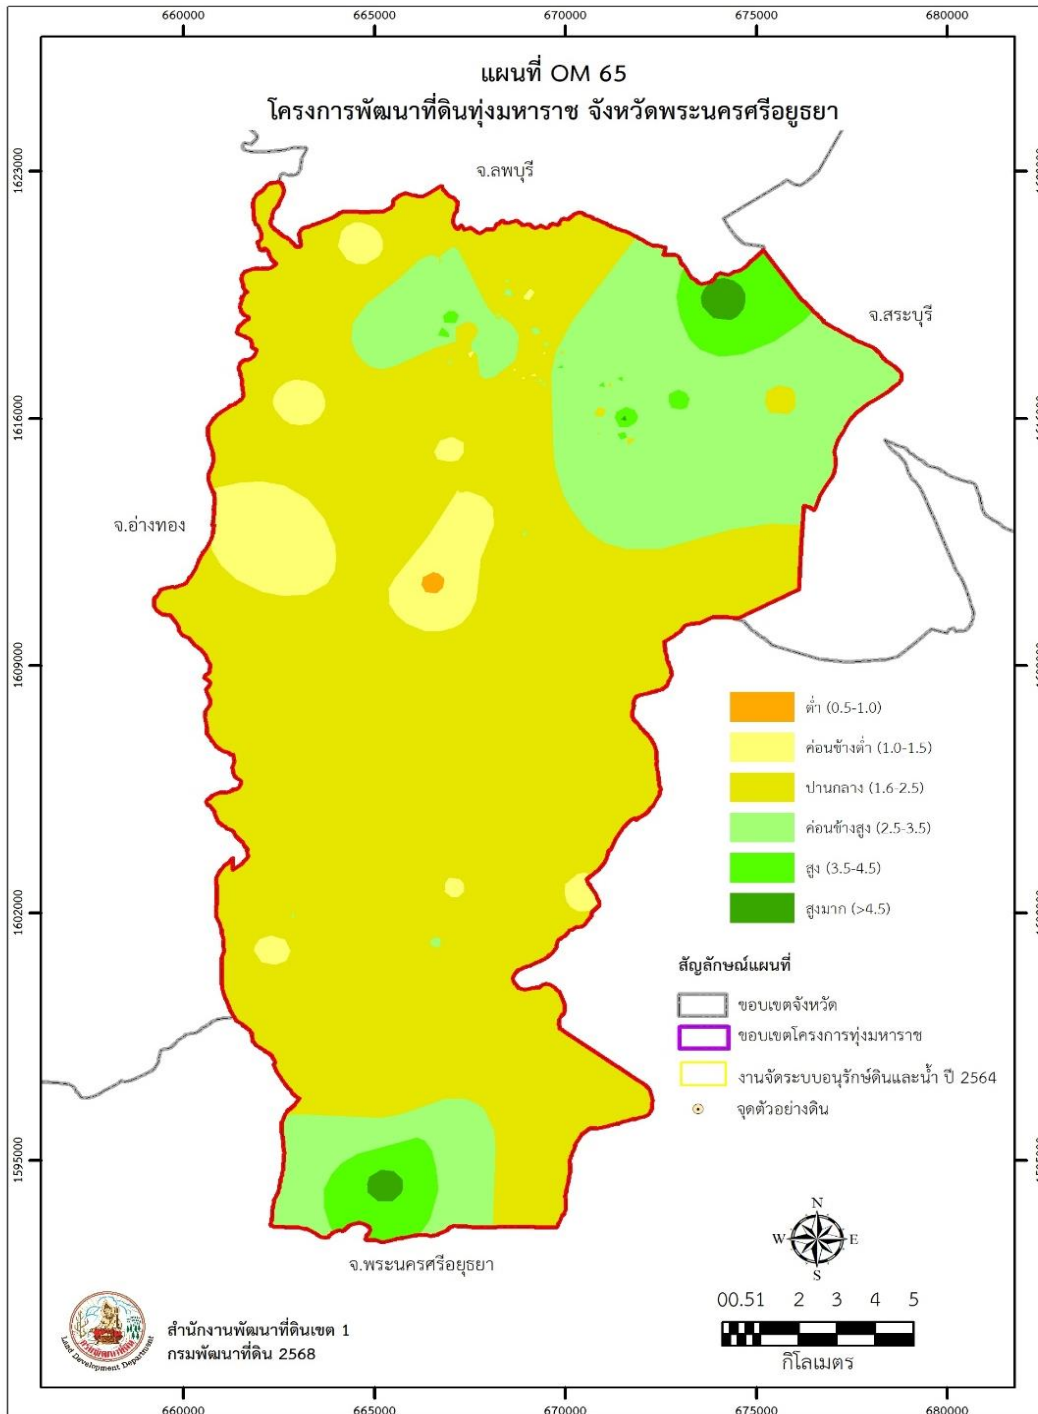 660000 665000 670000 675000 680000
แผนที่ OM 65
โครงการพัฒนาที่ดินทุ่งมหาราช จังหวัดพระนครศรีอยุธยา
จ.ลพบุรี
จ.สระบุรี
จ.อ่างทอง
จ.พระนครศรีอยุธยา
1623000
1616000
1609000
1602000
1595000
ต่ำ (0.5-1.0)
ค่อนข้างต่ำ (1.0-1.5)
ปานกลาง (1.6-2.5)
ค่อนข้างสูง (2.5-3.5)
สูง (3.5-4.5)
สูงมาก (>4.5)
สัญลักษณ์แผนที่
ขอบเขตจังหวัด
ขอบเขตโครงการทุ่งมหาราช
งานจัดระบบอนุรักษ์ดินและน้ำ ปี 2564
จุดตัวอย่างดิน
N
W E
S
00.51 2 3 4 5
กิโลเมตร
กรมพัฒนาที่ดิน
Land Development Department
สำนักงานพัฒนาที่ดินเขต 1
กรมพัฒนาที่ดิน 2568
660000 665000 670000 675000 680000